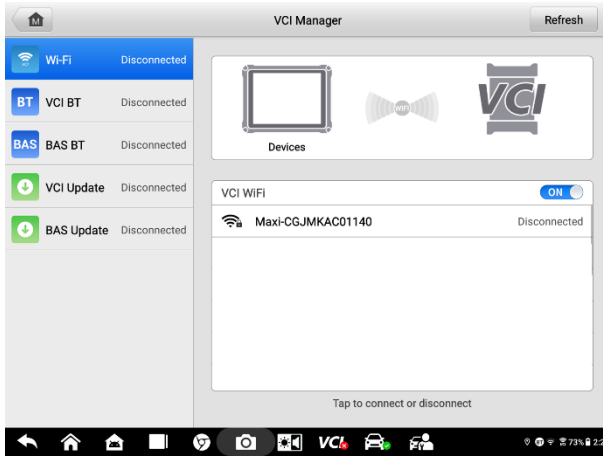 VCI Manager
Refresh
Wi-Fi Disconnected
BT VCI BT Disconnected
BAS BAS BT Disconnected
VCI Update Disconnected
BAS Update Disconnected
WIFI
VCI
Devices
VCI WiFi ON
Maxi-CGJMKAC01140 Disconnected
Tap to connect or disconnect
VCI 73%